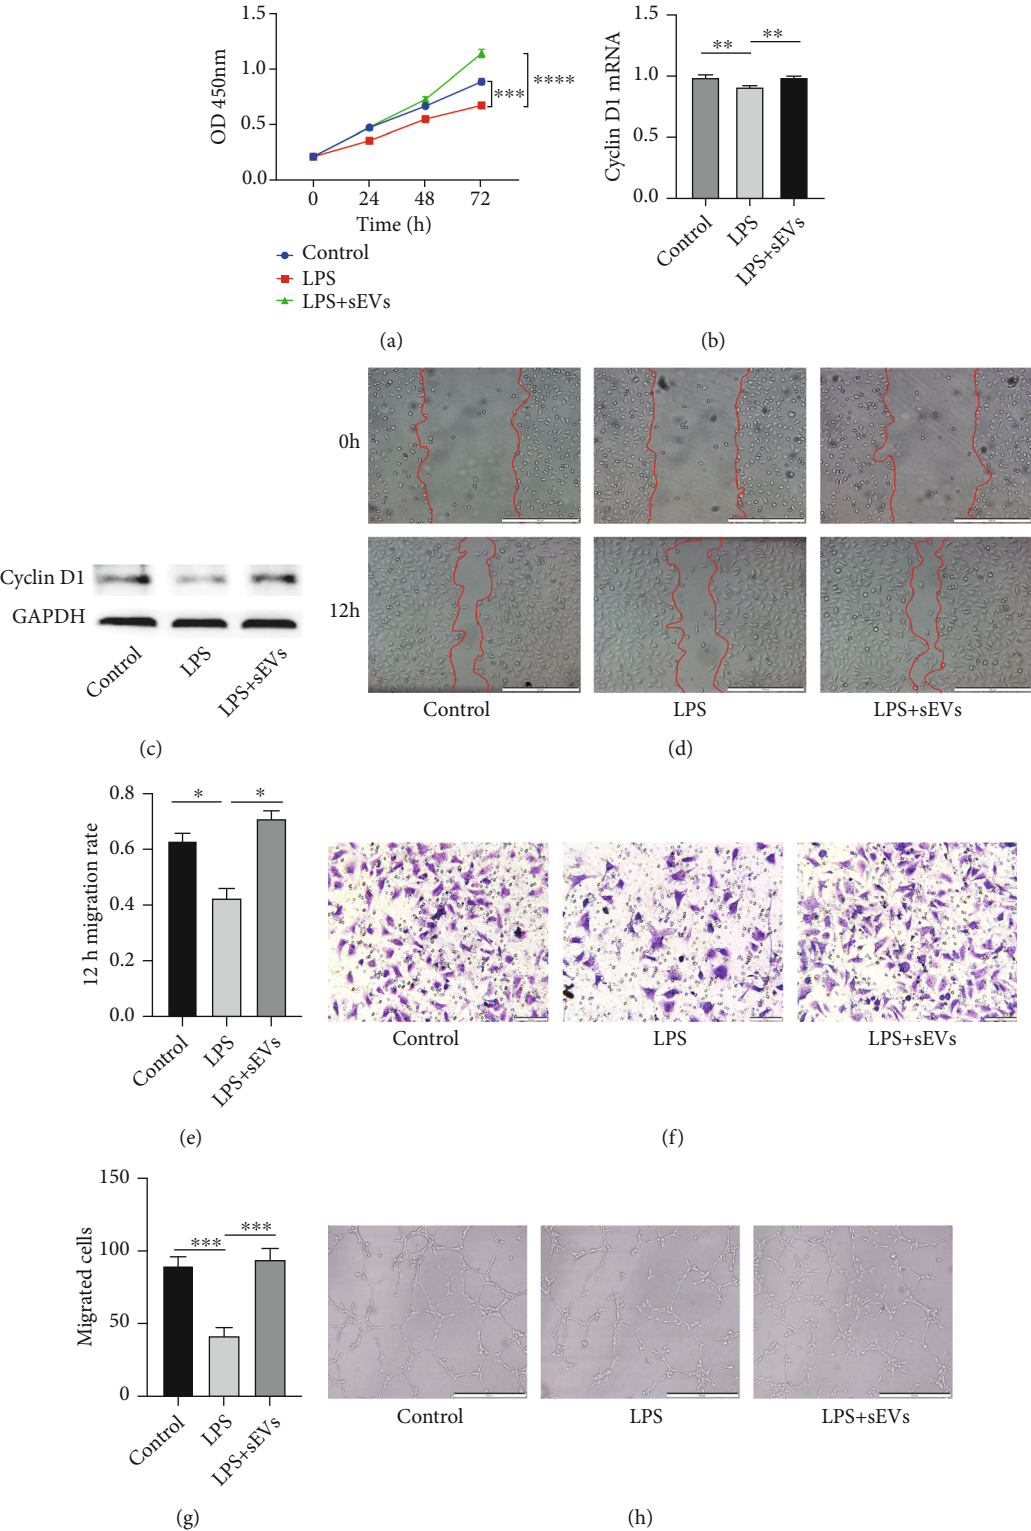 1.5
1.0
0.5
0.0
OD 450nm
0 24 48 72
Time (h)
*** ****
Control
LPS
LPS+sEVs
(a)
1.5
1.0
0.5
0.0
Cyclin D1 mRNA
** **
Control LPS LPS+sEVs
(b)
Cyclin D1
GAPDH
Control LPS LPS+sEVs
(c)
0h
12h
Control LPS LPS+sEVs
(d)
0.8
0.6
0.4
0.2
0.0
12 h migration rate
* *
Control LPS LPS+sEVs
(e)
Control LPS LPS+sEVs
(f)
150
100
50
0
Migrated cells
*** ***
Control LPS LPS+sEVs
(g)
Control LPS LPS+sEVs
(h)